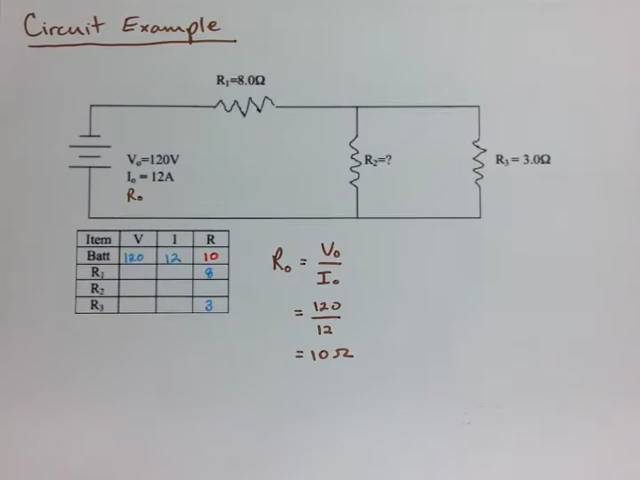 Circuit Example
R₁=8.0Ω
V₀=120V
I₀ = 12A
R₀
R₂=?
R₃ = 3.0Ω
Item V I R
Batt 120 12 10
R₁ 8
R₂
R₃ 3
R₀ = V₀/I₀
= 120/12
= 10 Ω